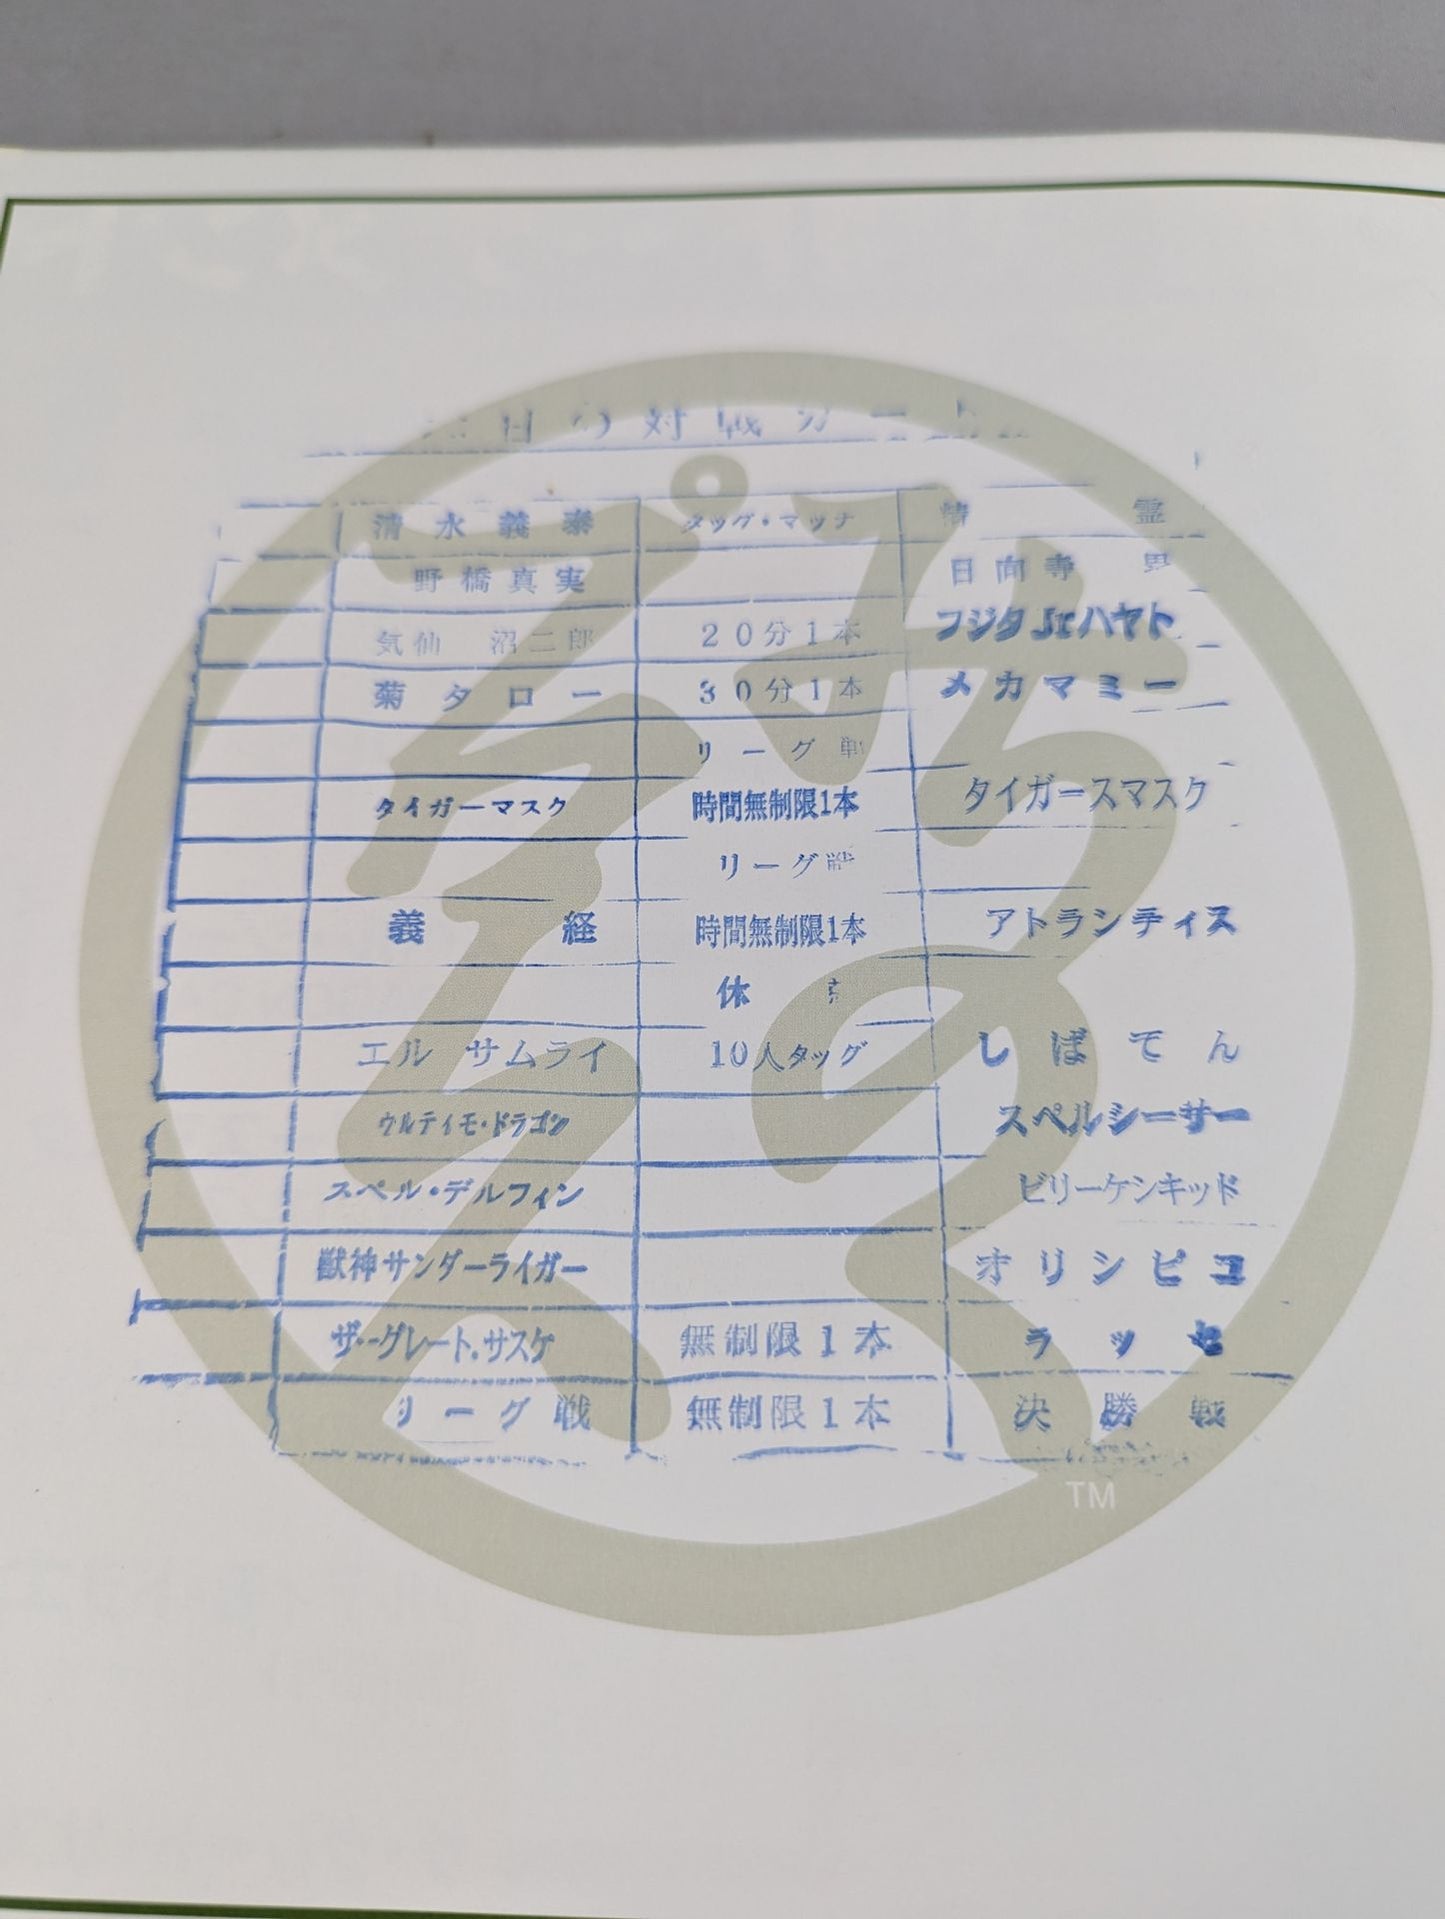 本日の対戦カード
清水義泰 タッグ・マッチ 精霊
野橋真実 日向寺 塁
気仙 沼二郎 20分1本 フジタJrハヤト
菊タロー 30分1本 メカマミー
リーグ戦
タイガーマスク 時間無制限1本 タイガースマスク
リーグ戦
義経 時間無制限1本 アトランティス
休
エル サムライ 10人タッグ しばてん
ウルティモ・ドラゴン スペルシーサー
スペル・デルフィン ビリーケンキッド
獣神サンダーライガー オリンピコ
ザ・グレート.サスケ 無制限1本 ラッセ
リーグ戦 無制限1本 決勝戦
TM